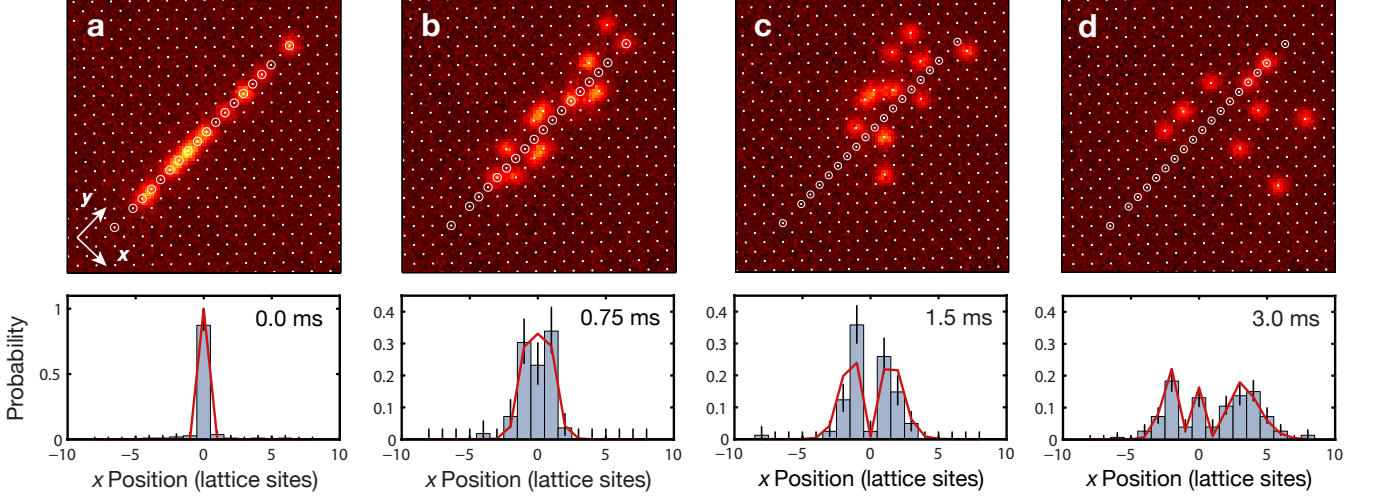 a
b
c
d
y
x
0.0 ms
0.75 ms
1.5 ms
3.0 ms
Probability
1
0.5
0
0.4
0.3
0.2
0.1
0
0.4
0.3
0.2
0.1
0
0.4
0.3
0.2
0.1
0
−10 −5 0 5 10
−10 −5 0 5 10
−10 −5 0 5 10
−10 −5 0 5 10
x Position (lattice sites)
x Position (lattice sites)
x Position (lattice sites)
x Position (lattice sites)